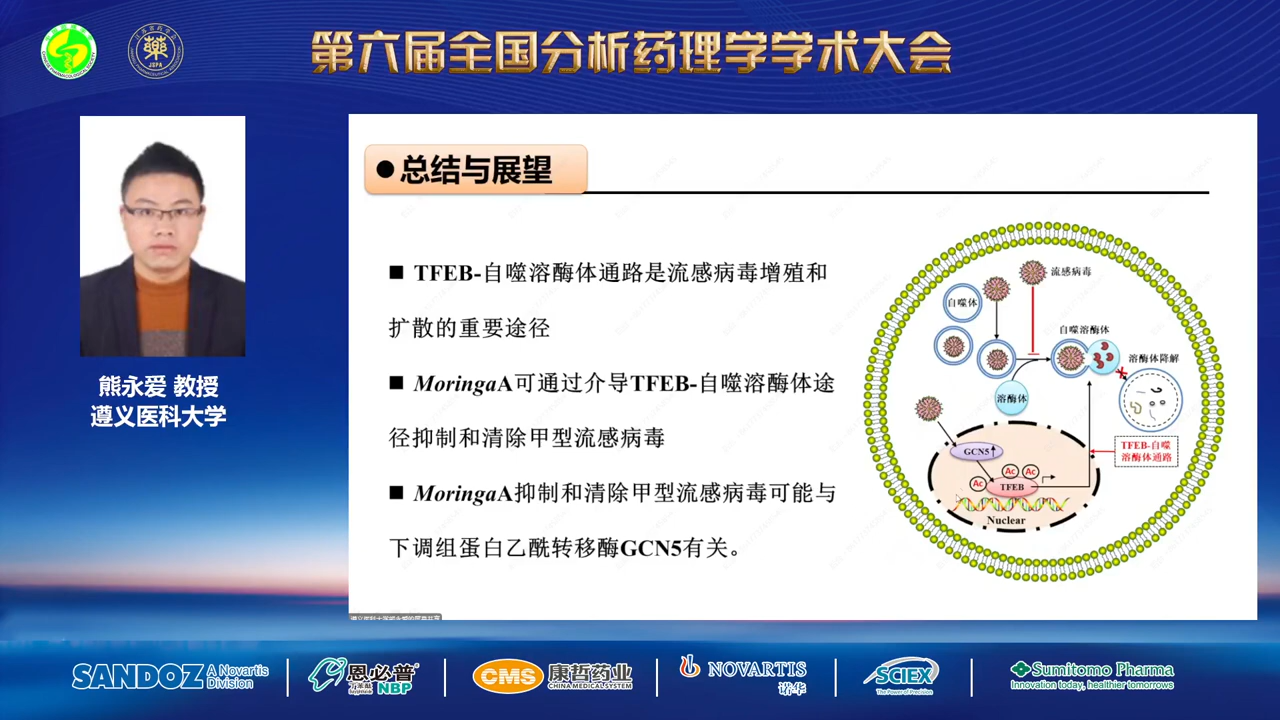 第六届全国分析药理学学术大会
JSPA
熊永爱 教授
遵义医科大学
●总结与展望
■ TFEB-自噬溶酶体通路是流感病毒增殖和
扩散的重要途径
■ MoringaA可通过介导TFEB-自噬溶酶体途
径抑制和清除甲型流感病毒
■ MoringaA抑制和清除甲型流感病毒可能与
下调组蛋白乙酰转移酶GCN5有关。
流感病毒
自噬体
自噬溶酶体
溶酶体降解
溶酶体
GCN5
TFEB-自噬
溶酶体通路
Ac
Ac
Ac
TFEB
Nuclear
SANDOZ A Novartis
Division
恩必普
NBP
CMS 康哲药业
CHINA MEDICAL SYSTEM
NOVARTIS
诺华
SCIEX
The Power of Precision
Sumitomo Pharma
Innovation today, healthier tomorrows